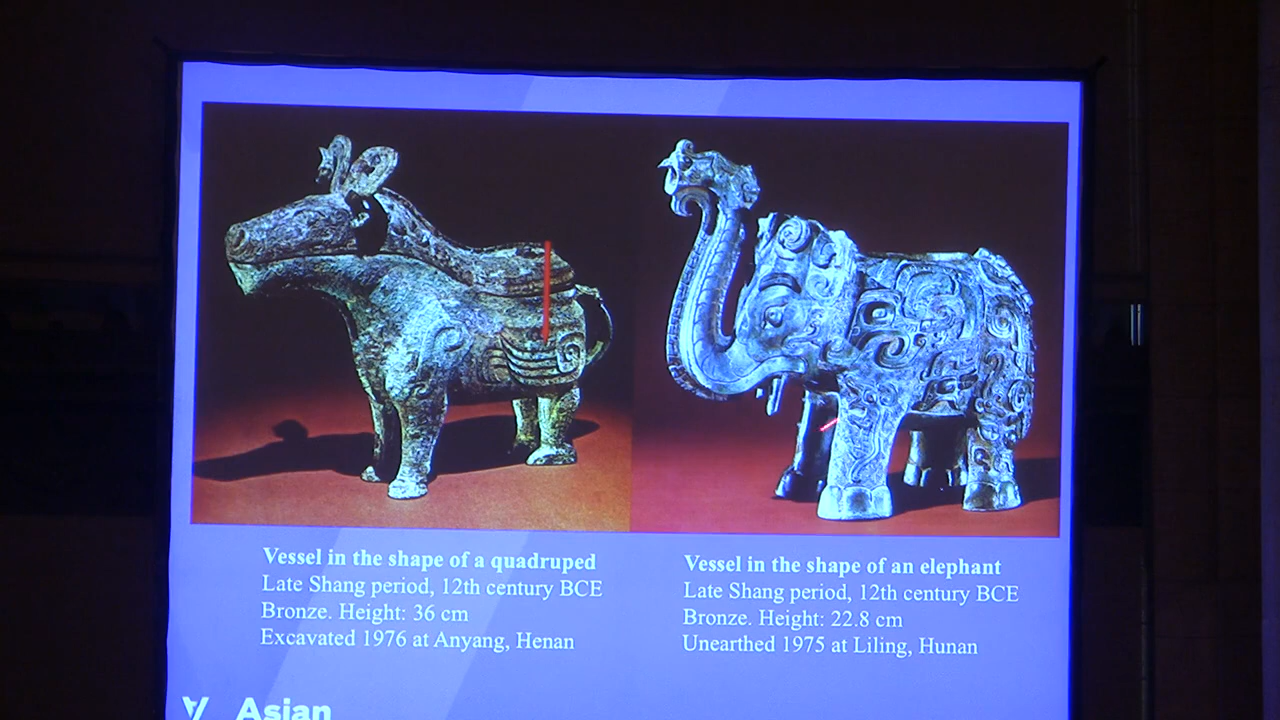 Vessel in the shape of a quadruped
Late Shang period, 12th century BCE
Bronze. Height: 36 cm
Excavated 1976 at Anyang, Henan
Vessel in the shape of an elephant
Late Shang period, 12th century BCE
Bronze. Height: 22.8 cm
Unearthed 1975 at Liling, Hunan
Asian